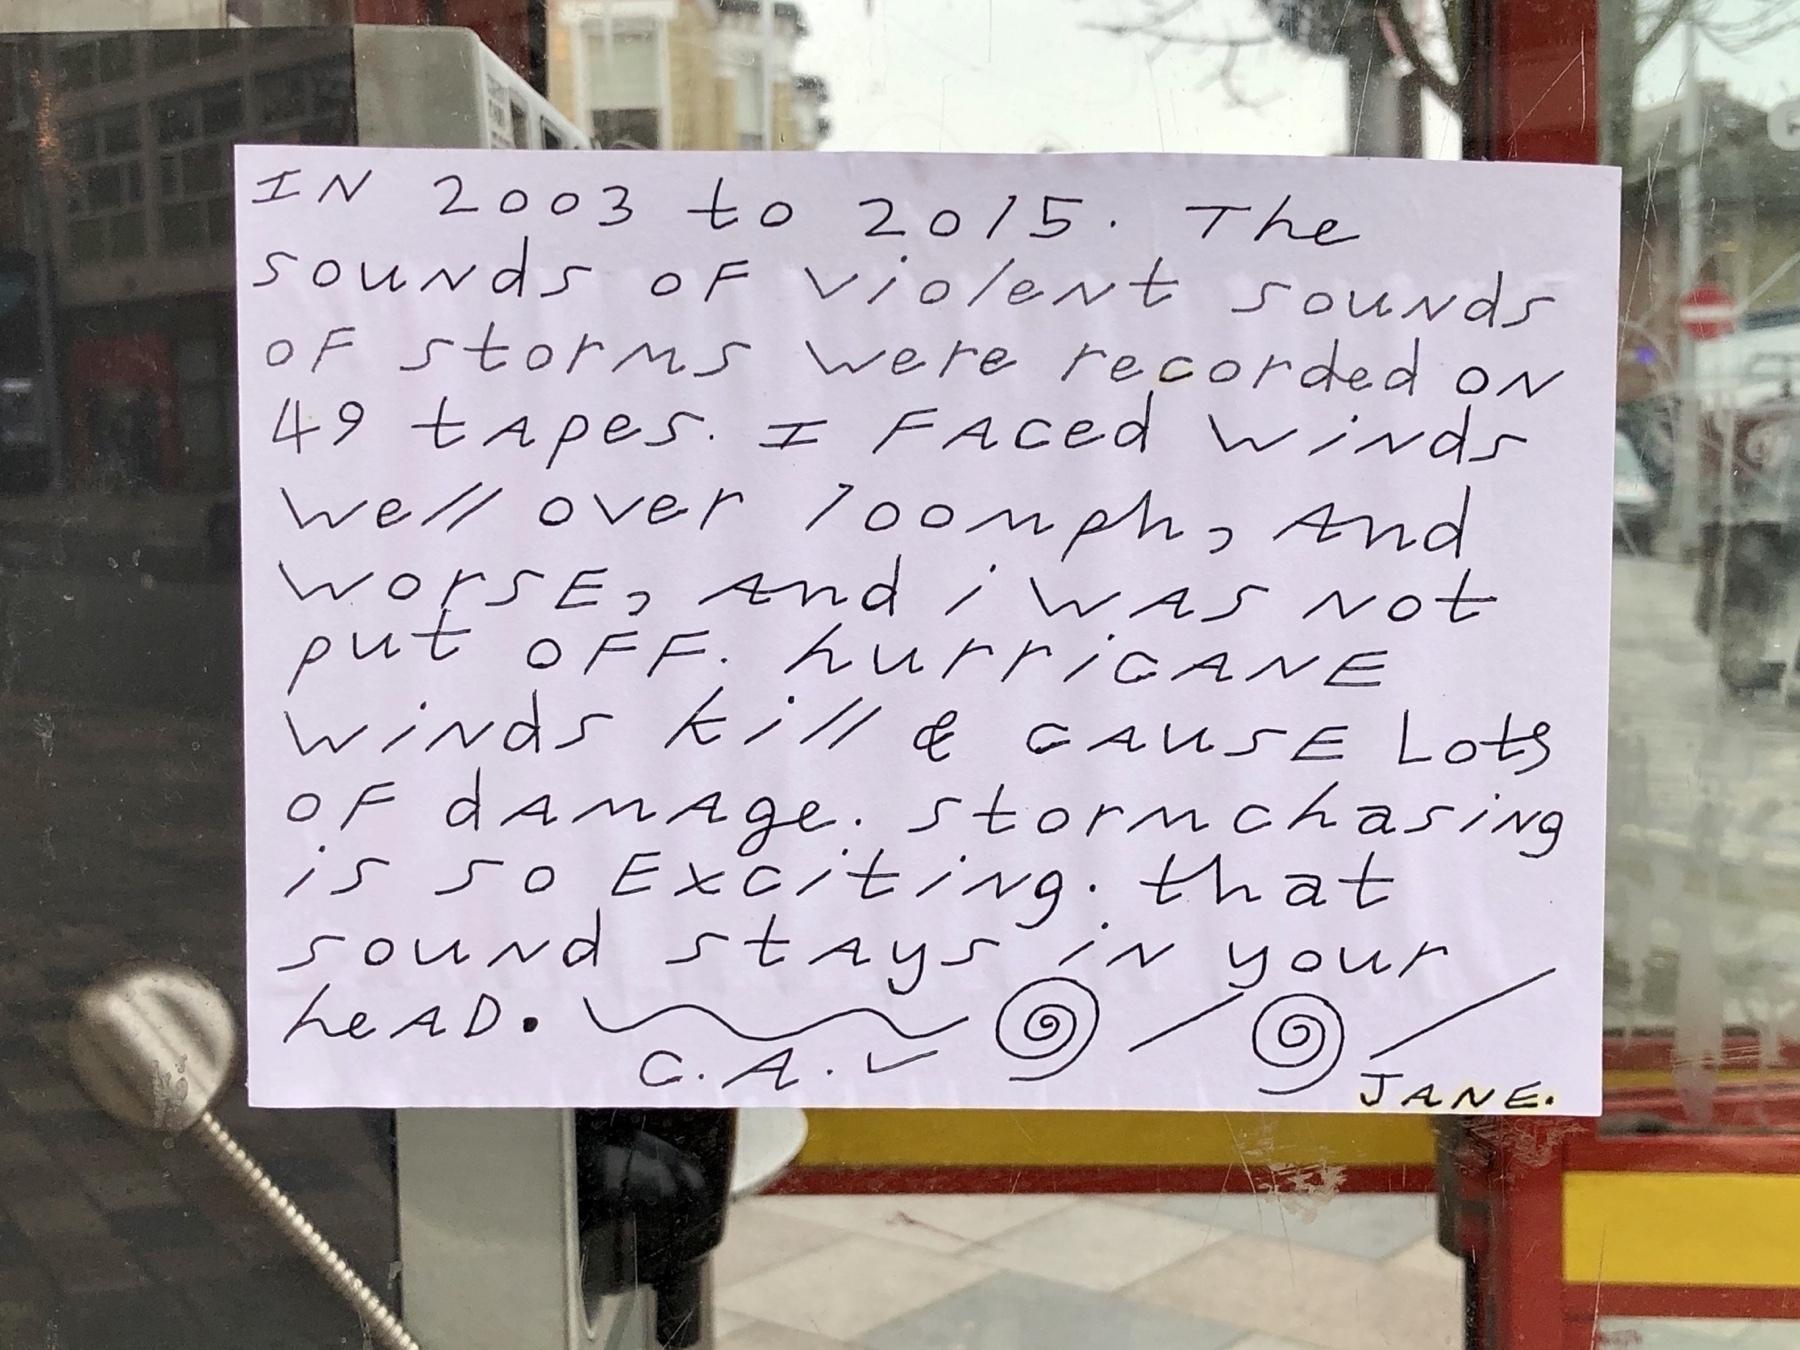 IN 2003 to 2015. The
sounds of violent sounds
of storms were recorded on
49 tapes. I faced winds
well over 100mph, and
worse, and i was not
put off. hurricane
winds kill & cause Lots
of damage. stormchasing
is so Exciting. that
sound stays in your
head.
C.A.
JANE.